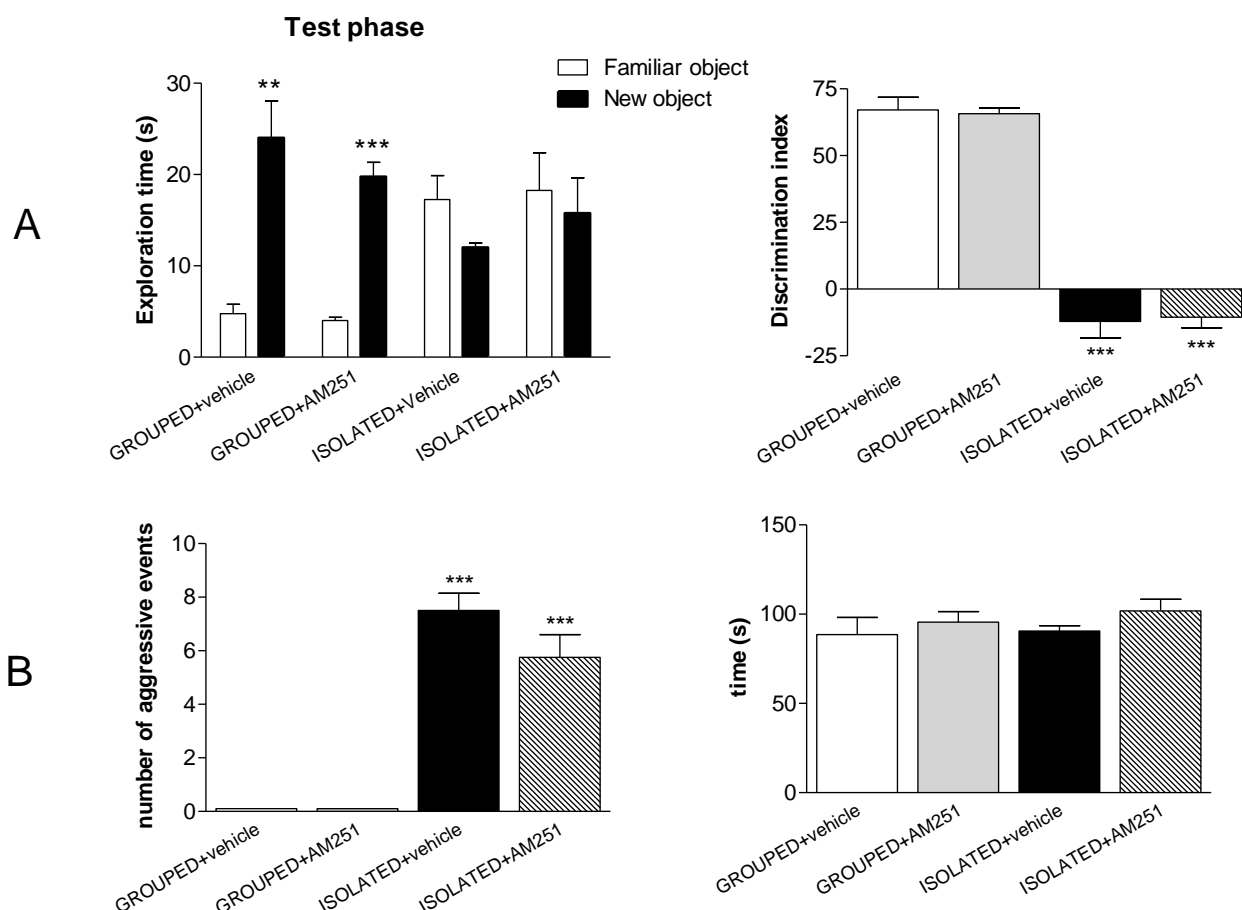 Test phase
Familiar object
New object
A
Exploration time (s)
30
20
10
0
**
***
GROUPED+vehicle
GROUPED+AM251
ISOLATED+Vehicle
ISOLATED+AM251
Discrimination index
75
50
25
0
-25
***
***
GROUPED+vehicle
GROUPED+AM251
ISOLATED+vehicle
ISOLATED+AM251
B
number of aggressive events
10
8
6
4
2
0
***
***
GROUPED+vehicle
GROUPED+AM251
ISOLATED+vehicle
ISOLATED+AM251
time (s)
150
100
50
0
GROUPED+vehicle
GROUPED+AM251
ISOLATED+vehicle
ISOLATED+AM251